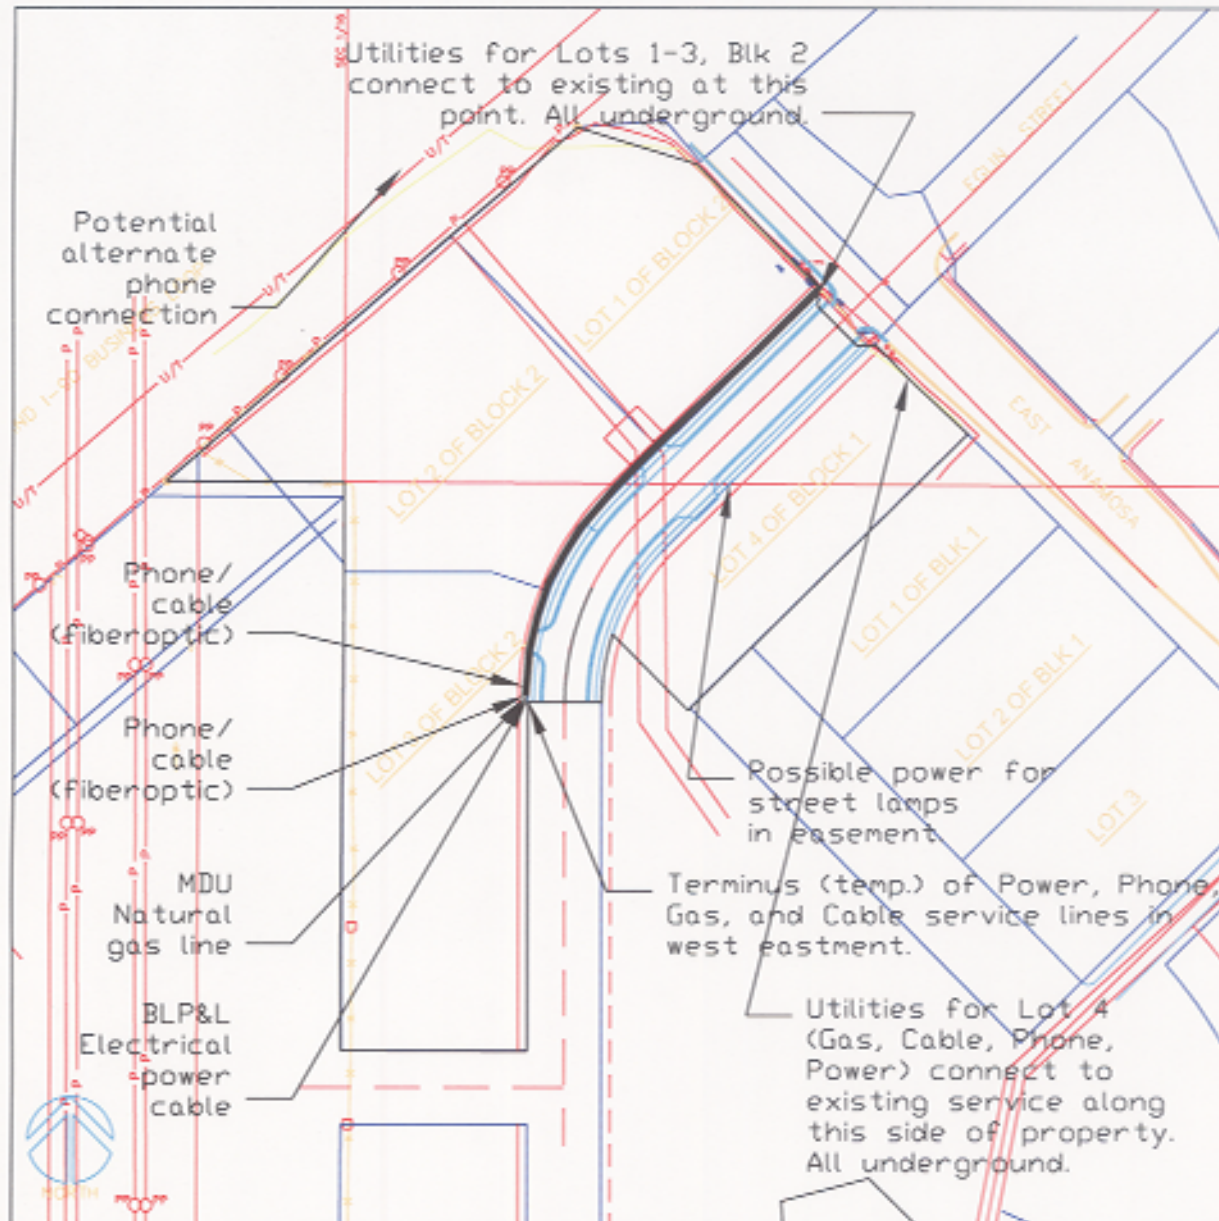 Utilities for Lots 1-3, Blk 2
connect to existing at this
point. All underground.
Potential
alternate
phone
connection
EGLIN STREET
LOT 1 OF BLOCK 2
LOT 2 OF BLOCK 2
EAST
ANAMOSA
LOT 4 OF BLOCK 1
LOT 1 OF BLK 1
LOT 2 OF BLK 1
LOT 3
OF BLOCK 2
Phone/
cable
(fiberoptic)
Phone/
cable
(fiberoptic)
MDU
Natural
gas line
BLP&L
Electrical
power
cable
Possible power for
street lamps
in easement.
Terminus (temp.) of Power, Phone,
Gas, and Cable service lines in
west eastment.
Utilities for Lot 4
(Gas, Cable, Phone,
Power) connect to
existing service along
this side of property.
All underground.
NORTH
U/T
U/T
U/T
U/T